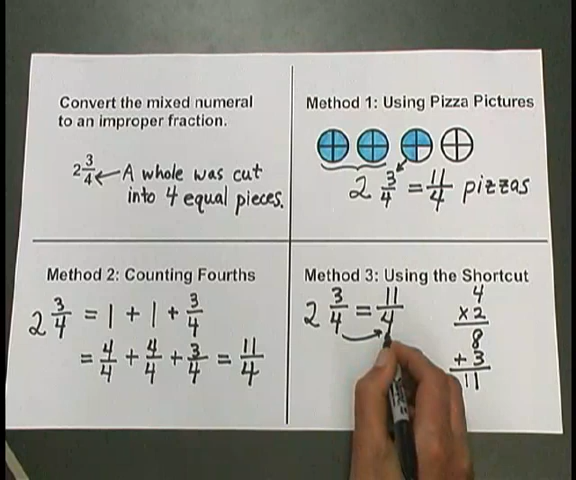 Convert the mixed numeral
to an improper fraction.
2 3/4 ← A whole was cut
into 4 equal pieces.
Method 1: Using Pizza Pictures
2 3/4 = 11/4 pizzas
Method 2: Counting Fourths
2 3/4 = 1 + 1 + 3/4
= 4/4 + 4/4 + 3/4 = 11/4
Method 3: Using the Shortcut
2 3/4 = 11/4
4
x2
8
+3
11